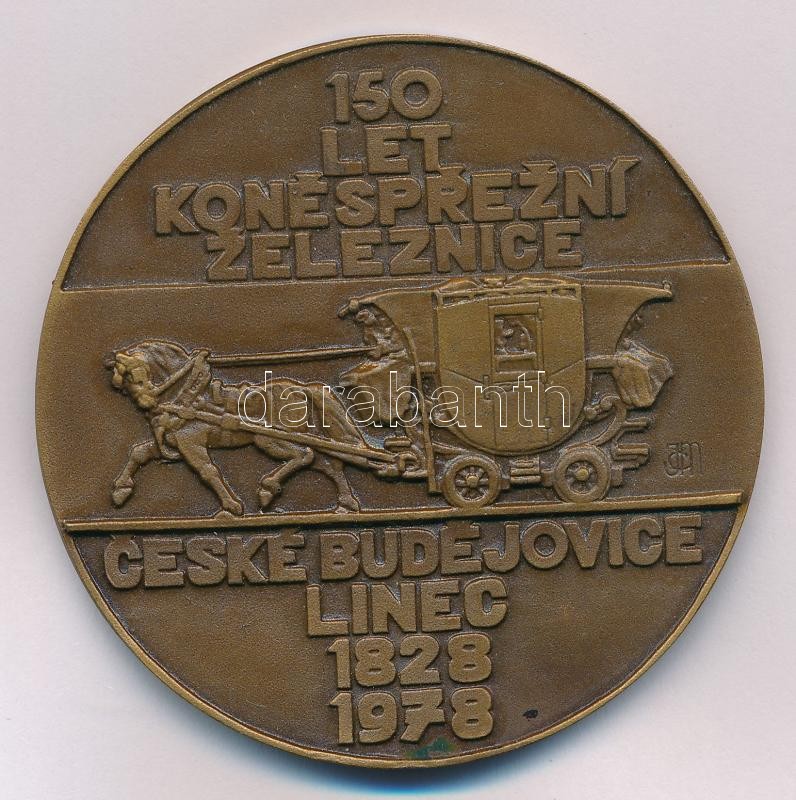 150
LET
KONĚSPŘEŽNÍ
ŽELEZNICE
darabanth
ČESKÉ BUDĚJOVICE
LINEC
1828
1978